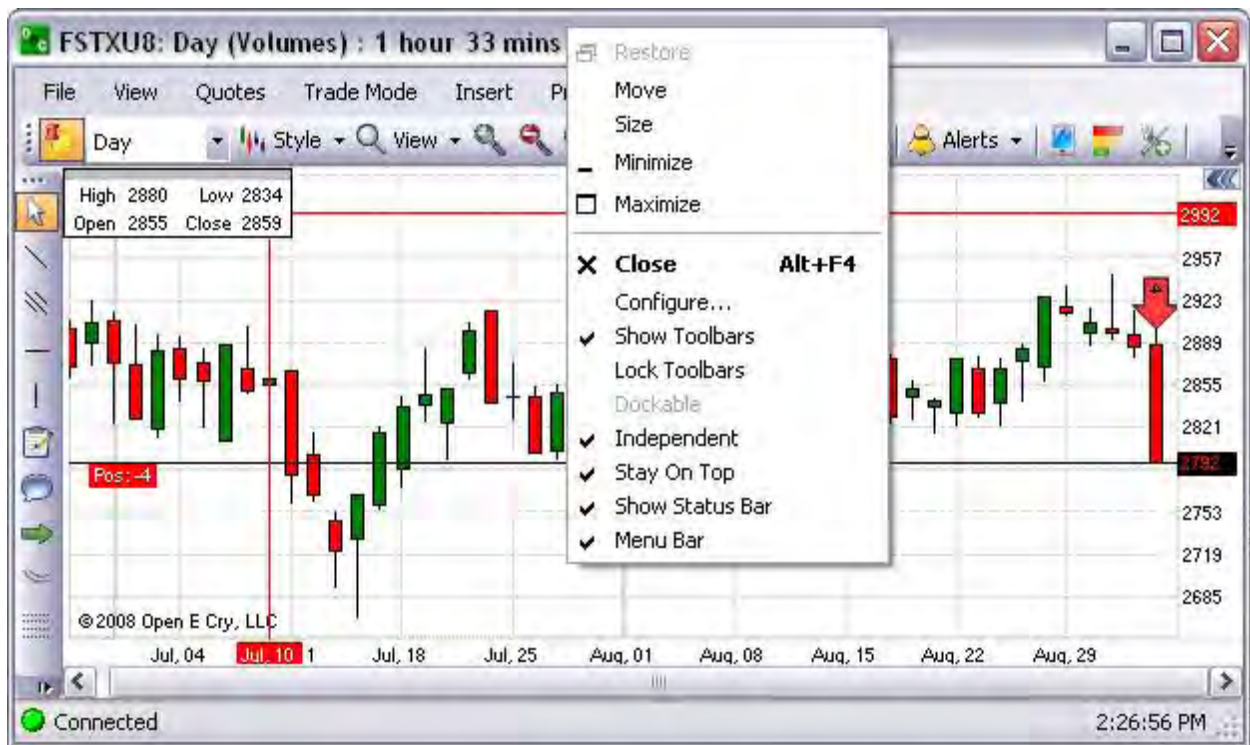 FSTXU8: Day (Volumes) : 1 hour 33 mins
File View Quotes Trade Mode Insert
Day Style View Alerts
High 2880 Low 2834
Open 2855 Close 2859
Restore
Move
Size
Minimize
Maximize
Close Alt+F4
Configure...
Show Toolbars
Lock Toolbars
Dockable
Independent
Stay On Top
Show Status Bar
Menu Bar
2992
2957
2923
2889
2855
2821
2792
2753
2719
2685
Pos: -4
©2008 Open E Cry, LLC
Jul, 04 Jul, 10 1 Jul, 18 Jul, 25 Aug, 01 Aug, 08 Aug, 15 Aug, 22 Aug, 29
Connected 2:26:56 PM